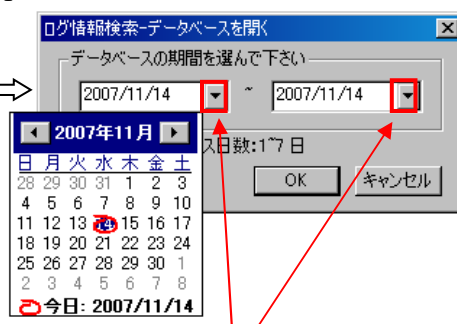 ログ情報検索-データベースを開く
データベースの期間を選んで下さい
2007/11/14 ~ 2007/11/14
ス日数:1~7 日
OK キャンセル
2007年11月
日 月 火 水 木 金 土
28 29 30 31 1 2 3
4 5 6 7 8 9 10
11 12 13 14 15 16 17
18 19 20 21 22 23 24
25 26 27 28 29 30 1
2 3 4 5 6 7 8
今日: 2007/11/14